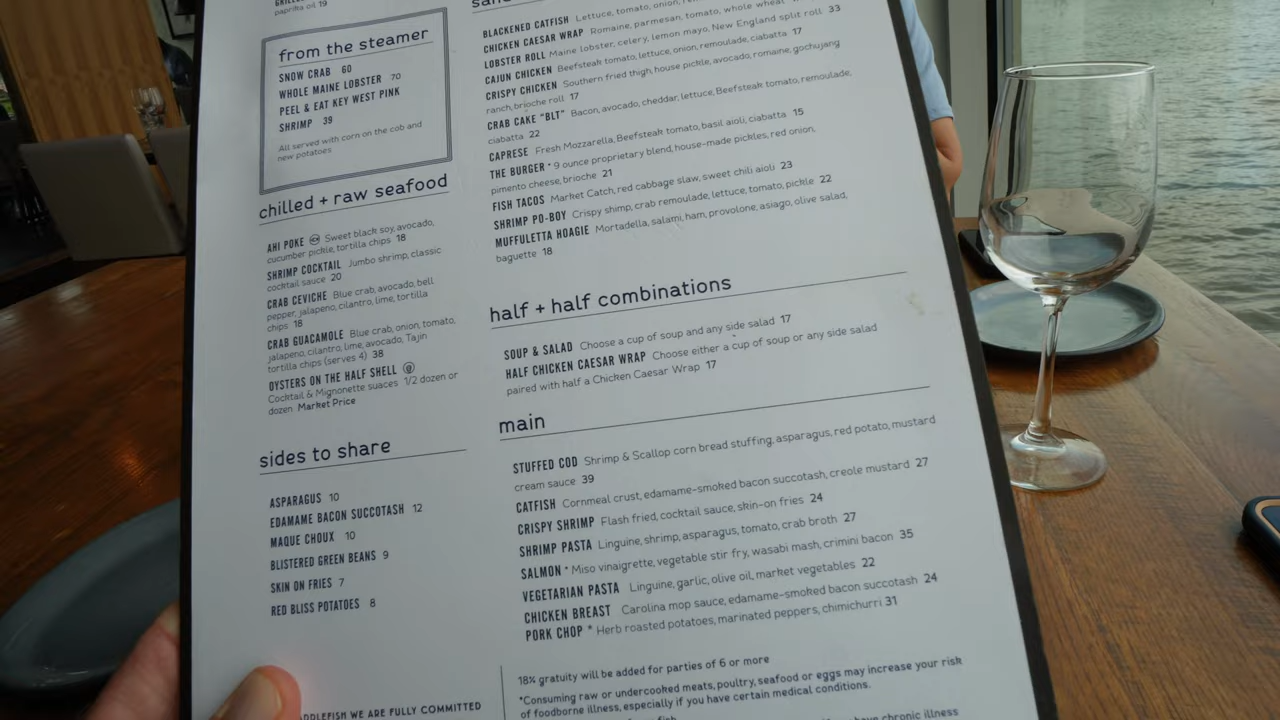 paprika oil 19
from the steamer
SNOW CRAB 60
WHOLE MAINE LOBSTER 70
PEEL & EAT KEY WEST PINK
SHRIMP 39
All served with corn on the cob and
new potatoes
chilled + raw seafood
AHI POKE Sweet black soy, avocado,
cucumber pickle, tortilla chips 18
SHRIMP COCKTAIL Jumbo shrimp, classic
cocktail sauce 20
CRAB CEVICHE Blue crab, avocado, bell
pepper, jalapeno, cilantro, lime, tortilla
chips 18
CRAB GUACAMOLE Blue crab, onion, tomato,
jalapeno, cilantro, lime, avocado, Tajin
tortilla chips (serves 4) 38
OYSTERS ON THE HALF SHELL
Cocktail & Mignonette suaces 1/2 dozen or
dozen Market Price
sides to share
ASPARAGUS 10
EDAMAME BACON SUCCOTASH 12
MAQUE CHOUX 10
BLISTERED GREEN BEANS 9
SKIN ON FRIES 7
RED BLISS POTATOES 8
WE ARE FULLY COMMITTED
BLACKENED CATFISH Lettuce, tomato, onion,
CHICKEN CAESAR WRAP Romaine, parmesan, tomato, whole wheat
LOBSTER ROLL Maine lobster, celery, lemon mayo, New England split roll 33
CAJUN CHICKEN Beefsteak tomato, lettuce, onion, remoulade, ciabatta 17
CRISPY CHICKEN Southern fried thigh, house pickle, avocado, romaine, gochujang
ranch, brioche roll 17
CRAB CAKE "BLT" Bacon, avocado, cheddar, lettuce, Beefsteak tomato, remoulade,
ciabatta 22
CAPRESE Fresh Mozzarella, Beefsteak tomato, basil aioli, ciabatta 15
THE BURGER * 9 ounce proprietary blend, house-made pickles, red onion,
pimento cheese, brioche 21
FISH TACOS Market Catch, red cabbage slaw, sweet chili aioli 23
SHRIMP PO-BOY Crispy shimp, crab remoulade, lettuce, tomato, pickle 22
MUFFULETTA HOAGIE Mortadella, salami, ham, provolone, asiago, olive salad,
baguette 18
half + half combinations
SOUP & SALAD Choose a cup of soup and any side salad 17
HALF CHICKEN CAESAR WRAP Choose either a cup of soup or any side salad
paired with half a Chicken Caesar Wrap 17
main
STUFFED COD Shrimp & Scallop corn bread stuffing, asparagus, red potato, mustard
cream sauce 39
CATFISH Cornmeal crust, edamame-smoked bacon succotash, creole mustard 27
CRISPY SHRIMP Flash fried, cocktail sauce, skin-on fries 24
SHRIMP PASTA Linguine, shrimp, asparagus, tomato, crab broth 27
SALMON * Miso vinaigrette, vegetable stir fry, wasabi mash, crimini bacon 35
VEGETARIAN PASTA Linguine, garlic, olive oil, market vegetables 22
CHICKEN BREAST Carolina mop sauce, edamame-smoked bacon succotash 24
PORK CHOP * Herb roasted potatoes, marinated peppers, chimichurri 31
18% gratuity will be added for parties of 6 or more
*Consuming raw or undercooked meats, poultry, seafood or eggs may increase your risk
of foodborne illness, especially if you have certain medical conditions.
have chronic illness